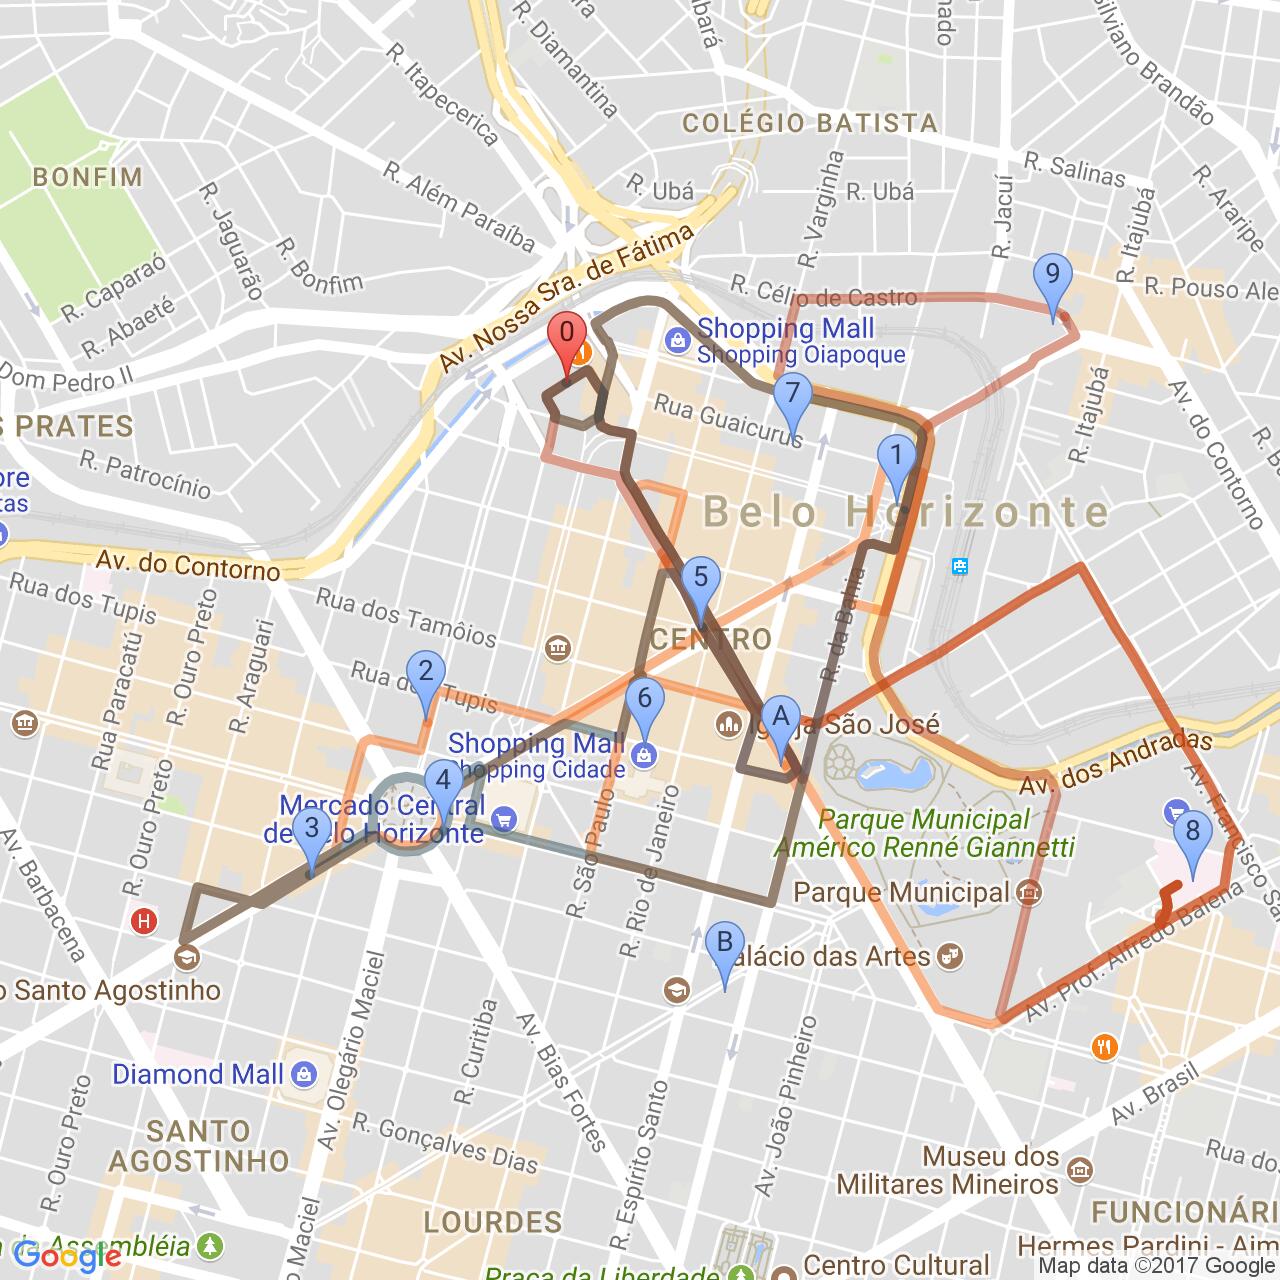 R. Diamantina
R. Itapecerica
COLÉGIO BATISTA
Silviano Brandão
BONFIM
R. Além Paraíba
R. Ubá
R. Ubá
R. Varginha
R. Jacuí
R. Salinas
R. Itajubá
R. Araripe
R. Jaguarão
R. Bonfim
R. Caparaó
R. Abaeté
Av. Nossa Sra. de Fátima
R. Célio de Castro
R. Pouso Ale
9
0
Shopping Mall
Shopping Oiapoque
Dom Pedro II
7
Rua Guaicurus
R. Itajubá
Av. do Contorno
S PRATES
R. Patrocínio
1
Belo Horizonte
tas
Av. do Contorno
Rua dos Tupis
Rua dos Tamôios
5
CENTRO
R. da Bahia
R. Ouro Preto
R. Araguari
Rua Paracatú
2
Rua dos Tupis
6
A
Igreja São José
Shopping Mall
Shopping Cidade
Av. dos Andradas
Av. Francisco Sa
4
Mercado Central
de Belo Horizonte
3
R. Ouro Preto
R. São Paulo
R. Rio de Janeiro
Parque Municipal
Américo Renné Giannetti
8
Parque Municipal
Av. Prof. Alfredo Balena
Av. Barbacena
H
B
Palácio das Artes
o Santo Agostinho
Av. Olegário Maciel
R. Curitiba
Av. Bias Fortes
Diamond Mall
R. Gonçalves Dias
R. Espírito Santo
Av. João Pinheiro
Av. Brasil
R. Ouro Preto
SANTO
AGOSTINHO
Museu dos
Militares Mineiros
Rua do
LOURDES
FUNCIONÁRI
da Assembléia
Maciel
Hermes Pardini - Aim
Centro Cultural
Praça da Liberdade
Google
Map data ©2017 Google